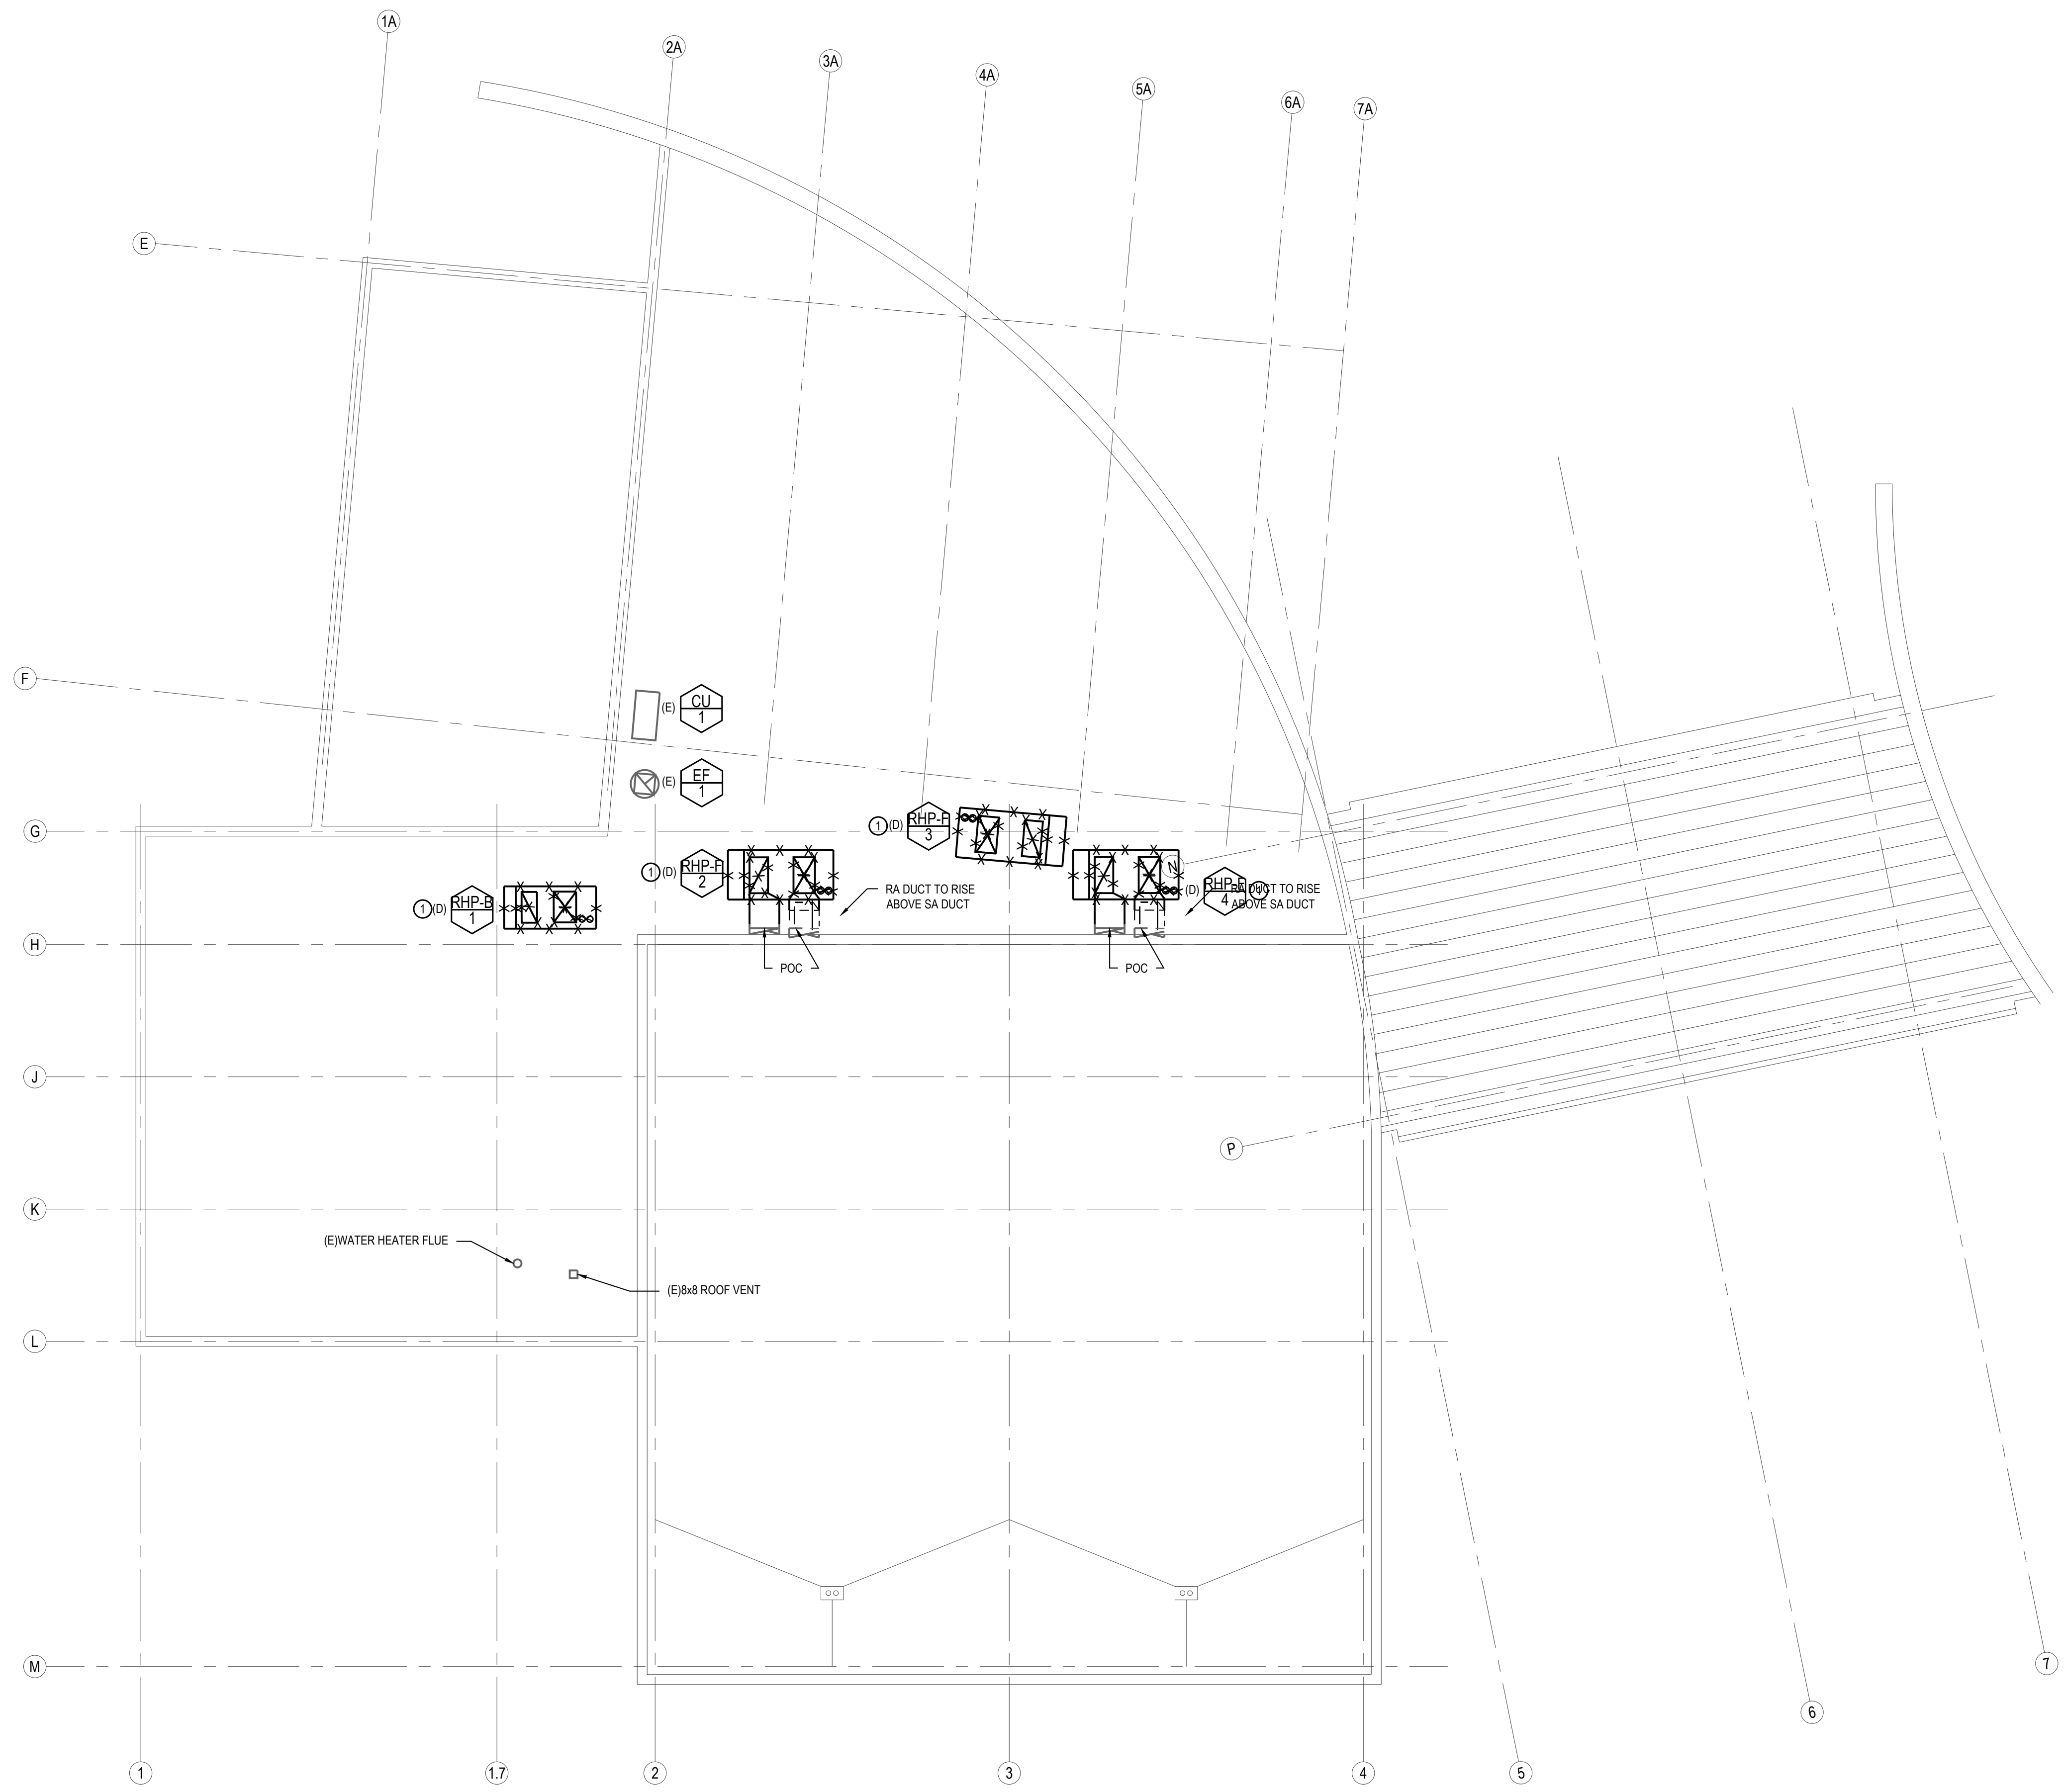 1A
2A
3A
4A
5A
6A
7A
E
F
(E)
CU
1
(E)
EF
1
G
1
(D)
RHP-F
3
1
(D)
RHP-F
2
RA DUCT TO RISE
ABOVE SA DUCT
N
(D)
RHP-F
4
1
RA DUCT TO RISE
ABOVE SA DUCT
1
(D)
RHP-B
1
H
POC
POC
J
P
K
(E)WATER HEATER FLUE
(E)8x8 ROOF VENT
L
M
1
1.7
2
3
4
5
6
7